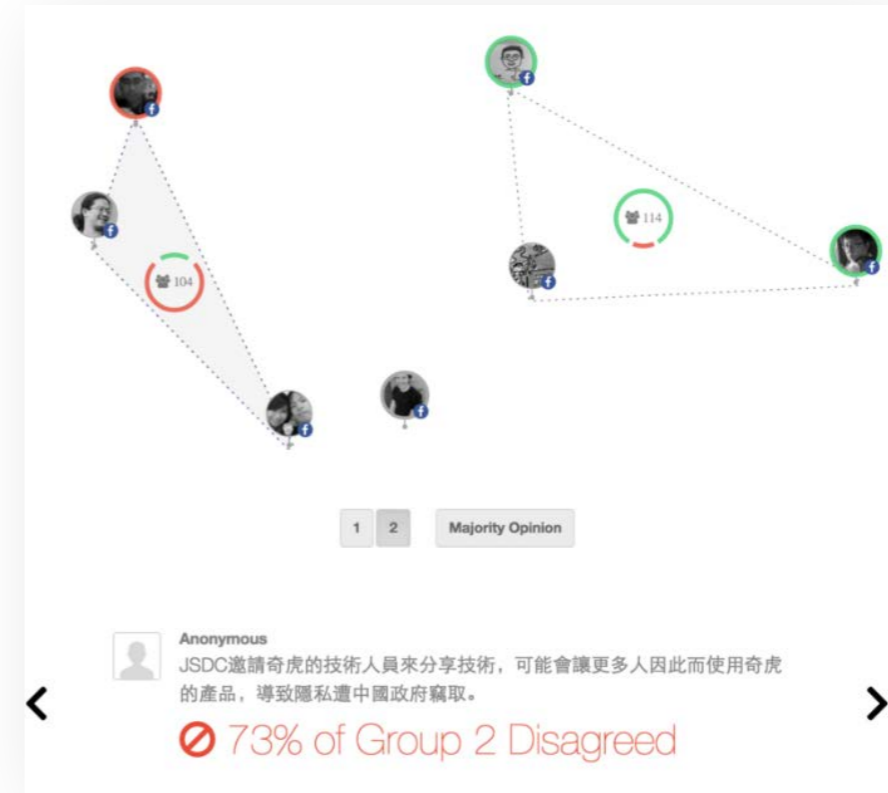 114
104
1 2 Majority Opinion
Anonymous
JSDC邀請奇虎的技術人員來分享技術，可能會讓更多人因此而使用奇虎
的產品，導致隱私遭中國政府竊取。
73% of Group 2 Disagreed